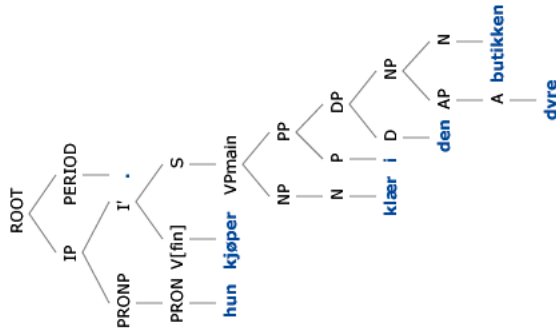 ROOT
IP PERIOD
PRONP I' .
PRON V[fin] S
hun kjøper VPmain
NP PP
N P DP
klær i D NP
den AP N
A butikken
dyre